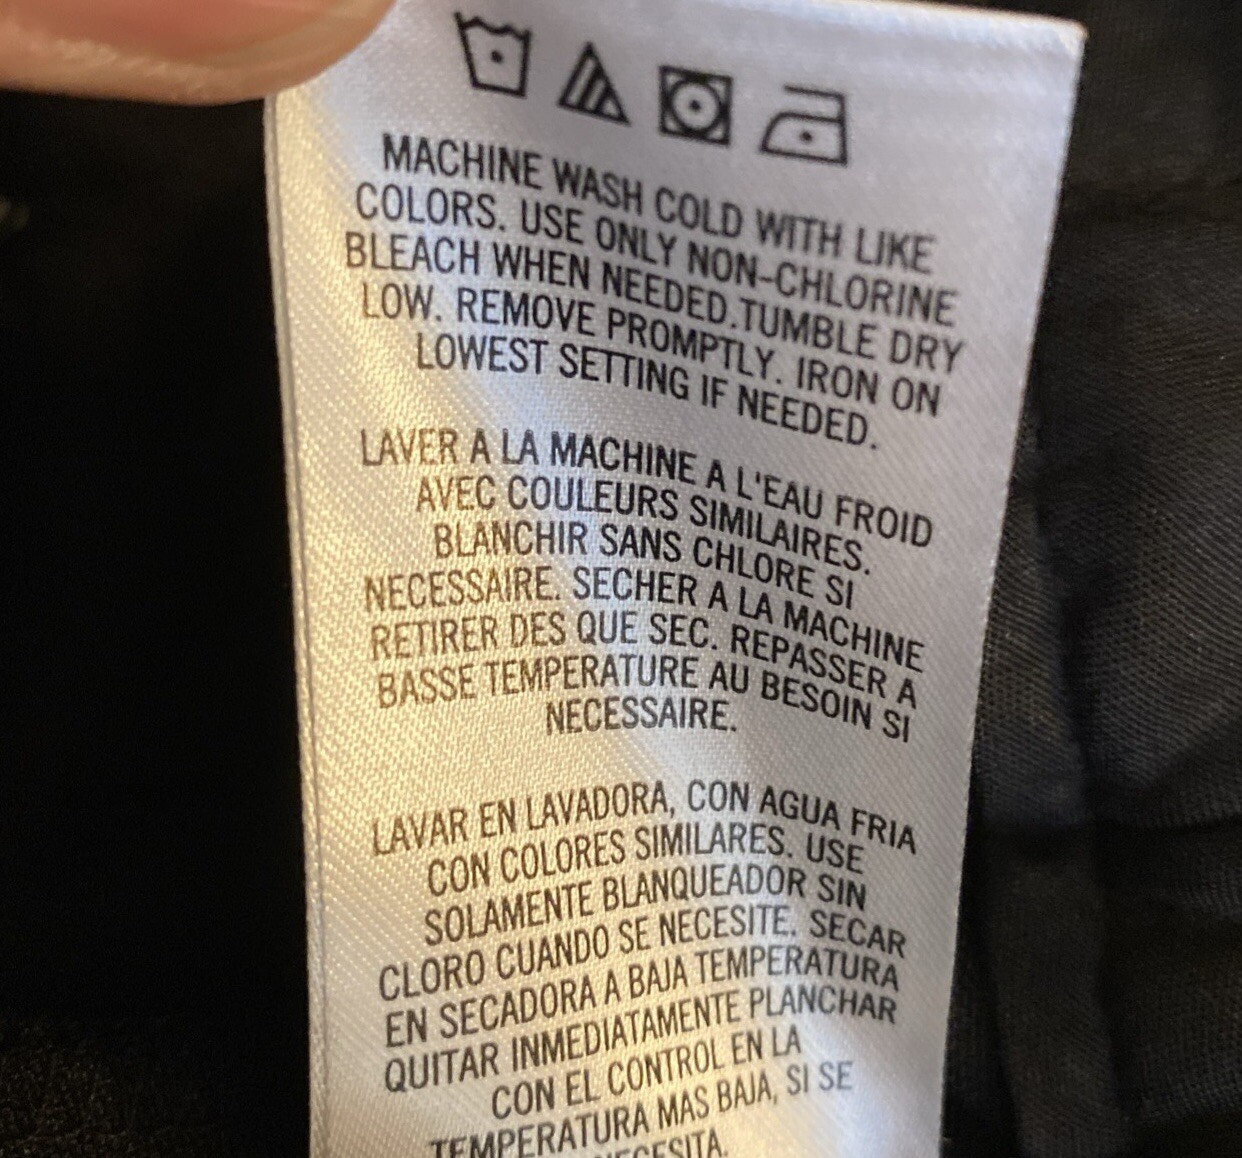 MACHINE WASH COLD WITH LIKE
COLORS. USE ONLY NON-CHLORINE
BLEACH WHEN NEEDED.TUMBLE DRY
LOW. REMOVE PROMPTLY. IRON ON
LOWEST SETTING IF NEEDED.
LAVER A LA MACHINE A L'EAU FROID
AVEC COULEURS SIMILAIRES.
BLANCHIR SANS CHLORE SI
NECESSAIRE. SECHER A LA MACHINE
RETIRER DES QUE SEC. REPASSER A
BASSE TEMPERATURE AU BESOIN SI
NECESSAIRE.
LAVAR EN LAVADORA, CON AGUA FRIA
CON COLORES SIMILARES. USE
SOLAMENTE BLANQUEADOR SIN
CLORO CUANDO SE NECESITE. SECAR
EN SECADORA A BAJA TEMPERATURA
QUITAR INMEDIATAMENTE PLANCHAR
CON EL CONTROL EN LA
TEMPERATURA MAS BAJA, SI SE
NECESITA.